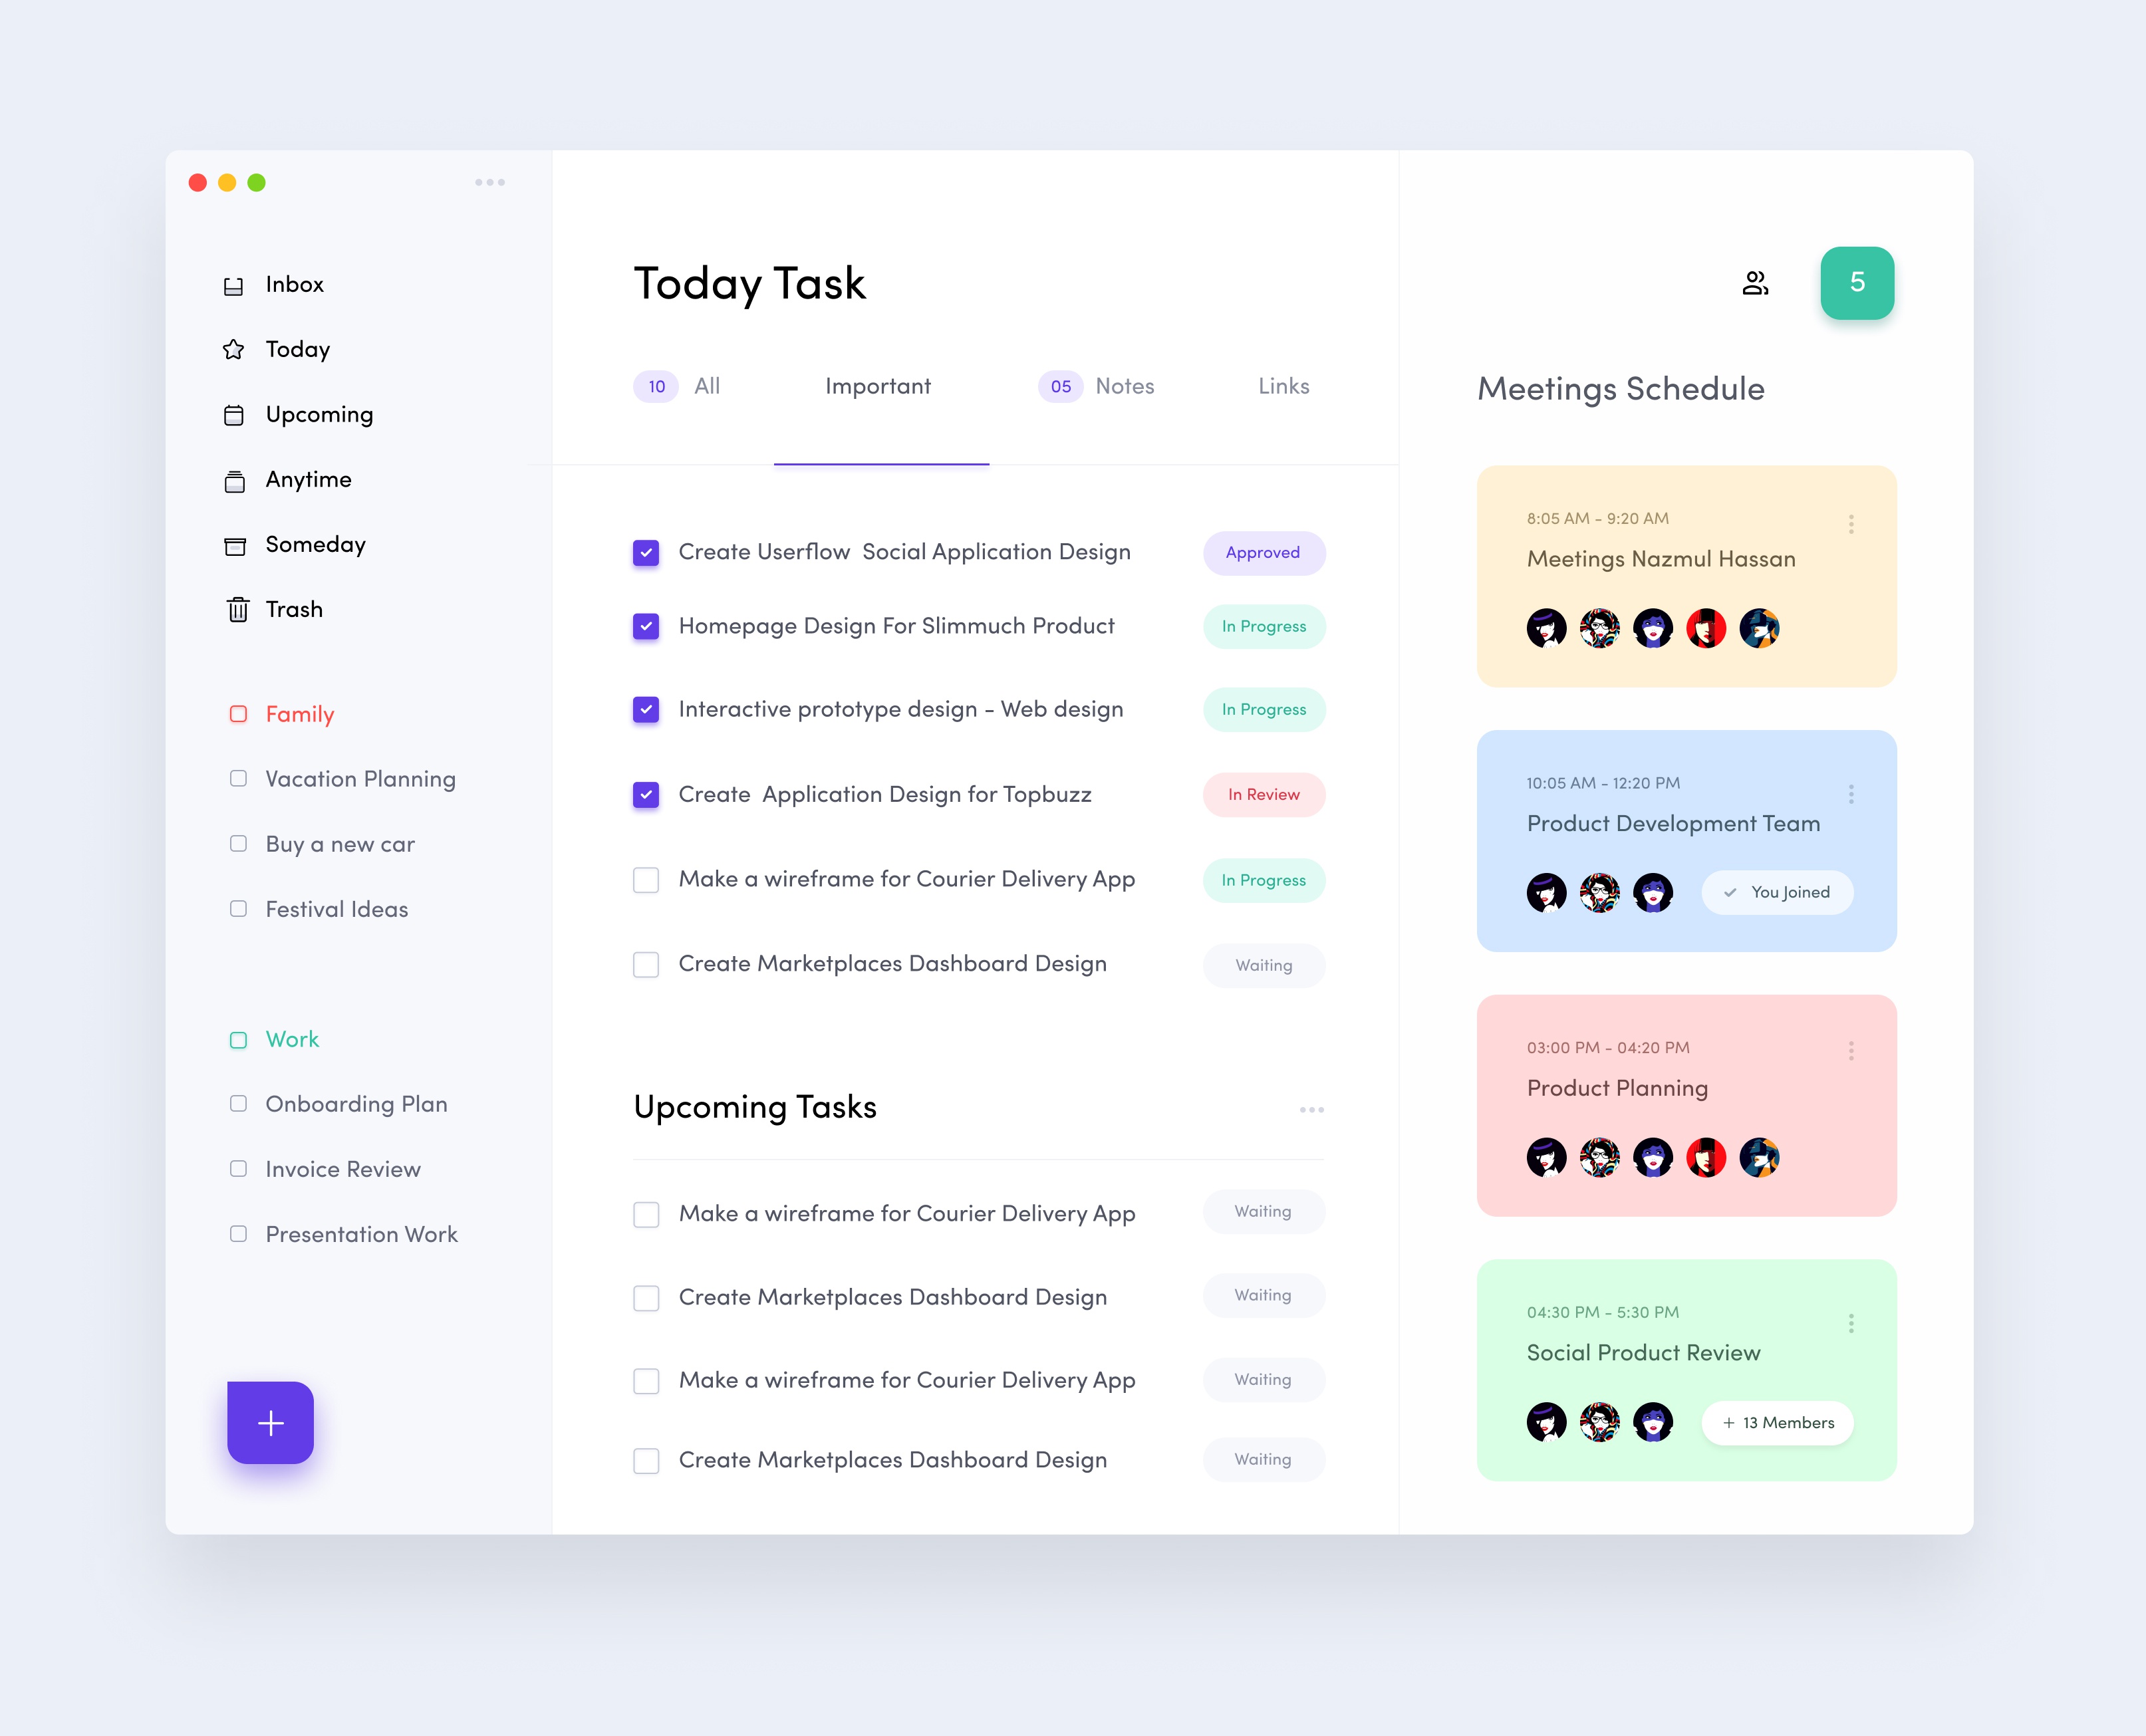 Inbox
Today
Upcoming
Anytime
Someday
Trash
Family
Vacation Planning
Buy a new car
Festival Ideas
Work
Onboarding Plan
Invoice Review
Presentation Work
Today Task
10 All Important 05 Notes Links
Create Userflow  Social Application Design Approved
Homepage Design For Slimmuch Product In Progress
Interactive prototype design - Web design In Progress
Create  Application Design for Topbuzz In Review
Make a wireframe for Courier Delivery App In Progress
Create Marketplaces Dashboard Design Waiting
Upcoming Tasks
Make a wireframe for Courier Delivery App Waiting
Create Marketplaces Dashboard Design Waiting
Make a wireframe for Courier Delivery App Waiting
Create Marketplaces Dashboard Design Waiting
5
Meetings Schedule
8:05 AM - 9:20 AM
Meetings Nazmul Hassan
10:05 AM - 12:20 PM
Product Development Team
You Joined
03:00 PM - 04:20 PM
Product Planning
04:30 PM - 5:30 PM
Social Product Review
+ 13 Members